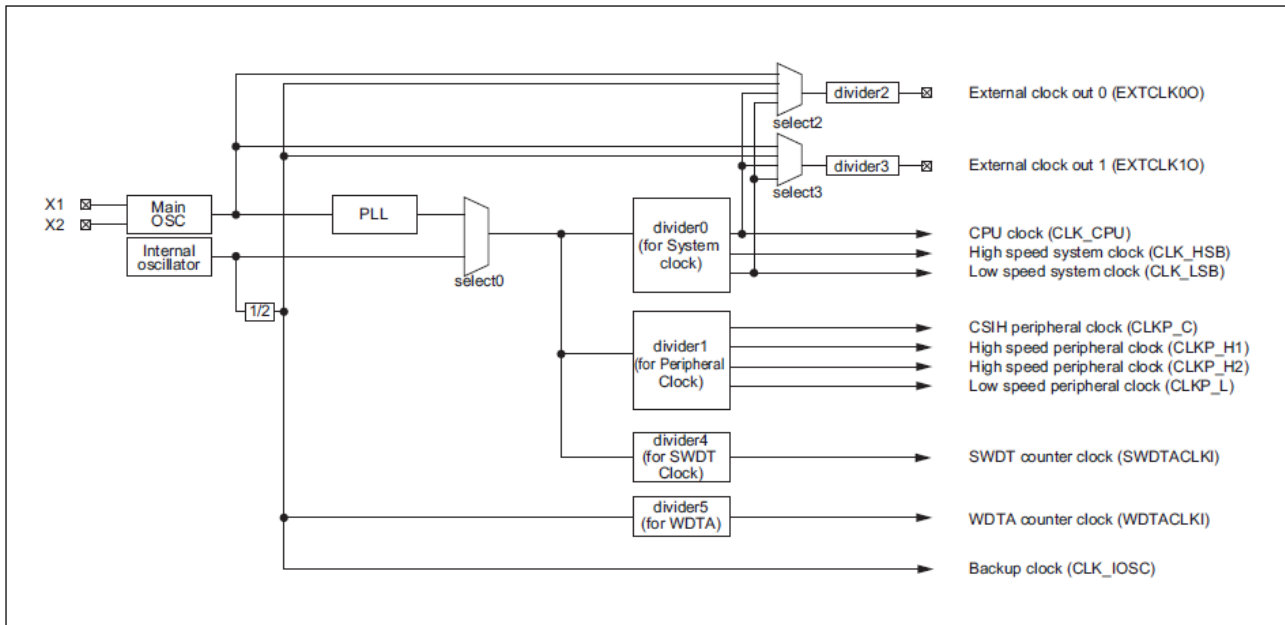 select2
divider2
External clock out 0 (EXTCLK0O)
select3
divider3
External clock out 1 (EXTCLK1O)
X1
X2
Main
OSC
PLL
Internal
oscillator
select0
1/2
divider0
(for System
clock)
CPU clock (CLK_CPU)
High speed system clock (CLK_HSB)
Low speed system clock (CLK_LSB)
divider1
(for Peripheral
Clock)
CSIH peripheral clock (CLKP_C)
High speed peripheral clock (CLKP_H1)
High speed peripheral clock (CLKP_H2)
Low speed peripheral clock (CLKP_L)
divider4
(for SWDT
Clock)
SWDT counter clock (SWDTACLKI)
divider5
(for WDTA)
WDTA counter clock (WDTACLKI)
Backup clock (CLK_IOSC)